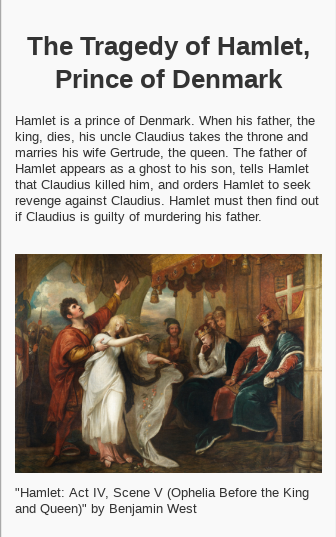 The Tragedy of Hamlet,
Prince of Denmark
Hamlet is a prince of Denmark. When his father, the
king, dies, his uncle Claudius takes the throne and
marries his wife Gertrude, the queen. The father of
Hamlet appears as a ghost to his son, tells Hamlet
that Claudius killed him, and orders Hamlet to seek
revenge against Claudius. Hamlet must then find out
if Claudius is guilty of murdering his father.
"Hamlet: Act IV, Scene V (Ophelia Before the King
and Queen)" by Benjamin West